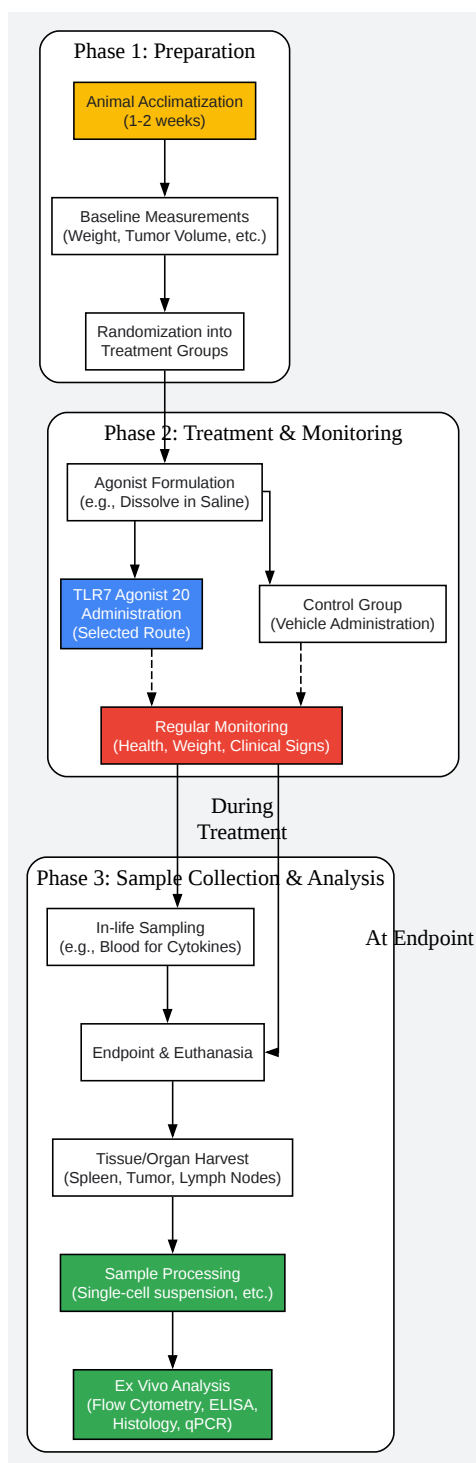 Phase 1: Preparation
Animal Acclimatization
(1-2 weeks)
Baseline Measurements
(Weight, Tumor Volume, etc.)
Randomization into
Treatment Groups
Phase 2: Treatment & Monitoring
Agonist Formulation
(e.g., Dissolve in Saline)
TLR7 Agonist 20
Administration
(Selected Route)
Control Group
(Vehicle Administration)
Regular Monitoring
(Health, Weight, Clinical Signs)
During
Treatment
Phase 3: Sample Collection & Analysis
In-life Sampling
(e.g., Blood for Cytokines)
At Endpoint
Endpoint & Euthanasia
Tissue/Organ Harvest
(Spleen, Tumor, Lymph Nodes)
Sample Processing
(Single-cell suspension, etc.)
Ex Vivo Analysis
(Flow Cytometry, ELISA,
Histology, qPCR)